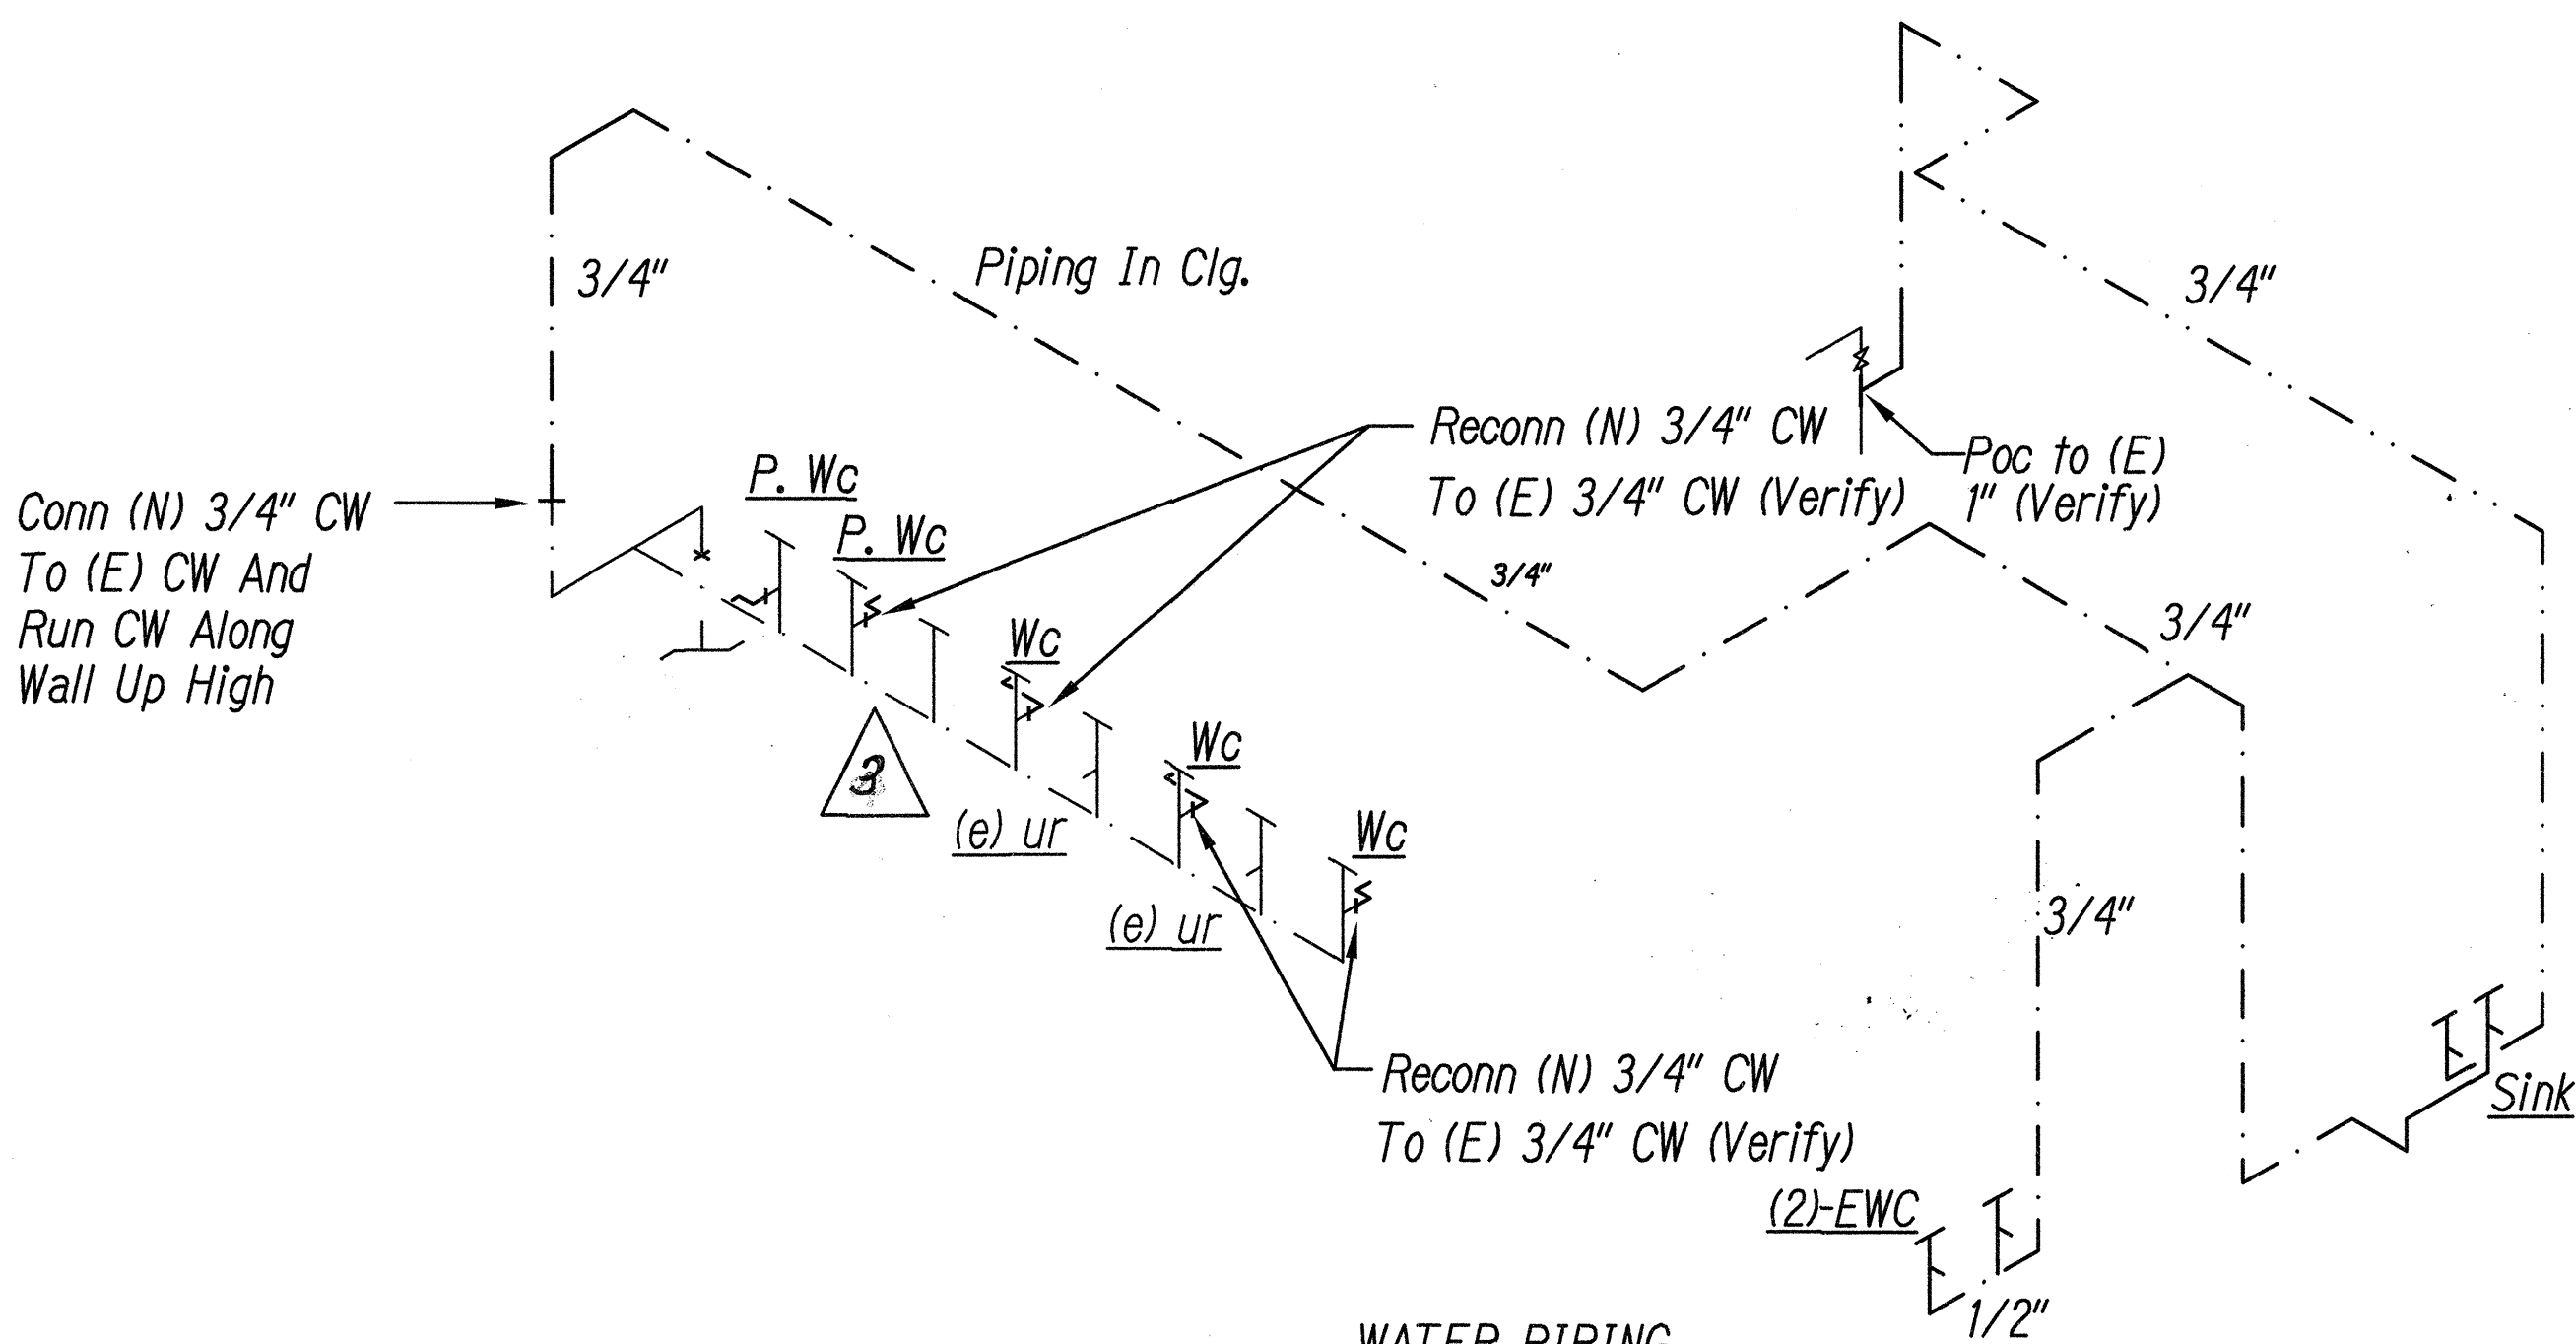 3/4"
Piping In Clg.
3/4"
Reconn (N) 3/4" CW
To (E) 3/4" CW (Verify)
Poc to (E)
1" (Verify)
P. Wc
P. Wc
Conn (N) 3/4" CW
To (E) CW And
Run CW Along
Wall Up High
3/4"
3/4"
Wc
Wc
3
(e) ur
Wc
(e) ur
3/4"
Reconn (N) 3/4" CW
To (E) 3/4" CW (Verify)
Sink
(2)-EWC
1/2"
WATER PIPING